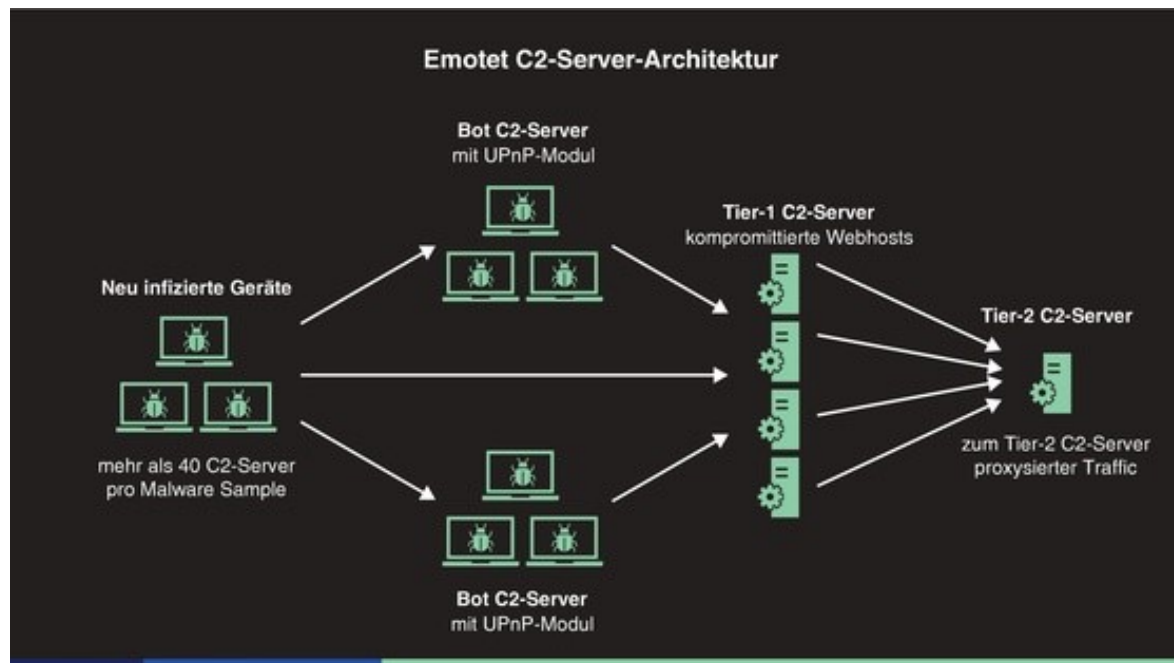 Emotet C2-Server-Architektur
Bot C2-Server
mit UPnP-Modul
Tier-1 C2-Server
kompromittierte Webhosts
Neu infizierte Geräte
Tier-2 C2-Server
mehr als 40 C2-Server
pro Malware Sample
zum Tier-2 C2-Server
proxysierter Traffic
Bot C2-Server
mit UPnP-Modul